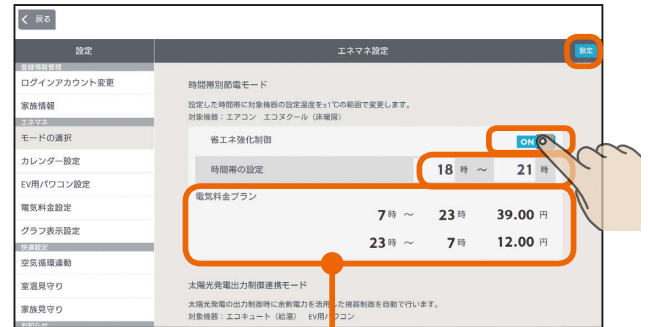 戻る
設定
エネマネ設定
設定
登録情報管理
ログインアカウント変更
家族情報
エネマネ
モードの選択
カレンダー設定
EV用パワコン設定
電気料金設定
グラフ表示設定
快適設定
空気循環連動
室温見守り
家族見守り
お知らせ
時間帯別節電モード
設定した時間帯に対象機器の設定温度を±1℃の範囲で変更します。
対象機器：エアコン エコヌクール（床暖房）
省エネ強化制御
ON
時間帯の設定
18 時 ～ 21 時
電気料金プラン
7時 ～ 23時 39.00 円
23時 ～ 7時 12.00 円
太陽光発電出力制御連携モード
太陽光発電の出力制御時に余剰電力を活用した機器制御を自動で行います。
対象機器：エコキュート（給湯） EV用パワコン